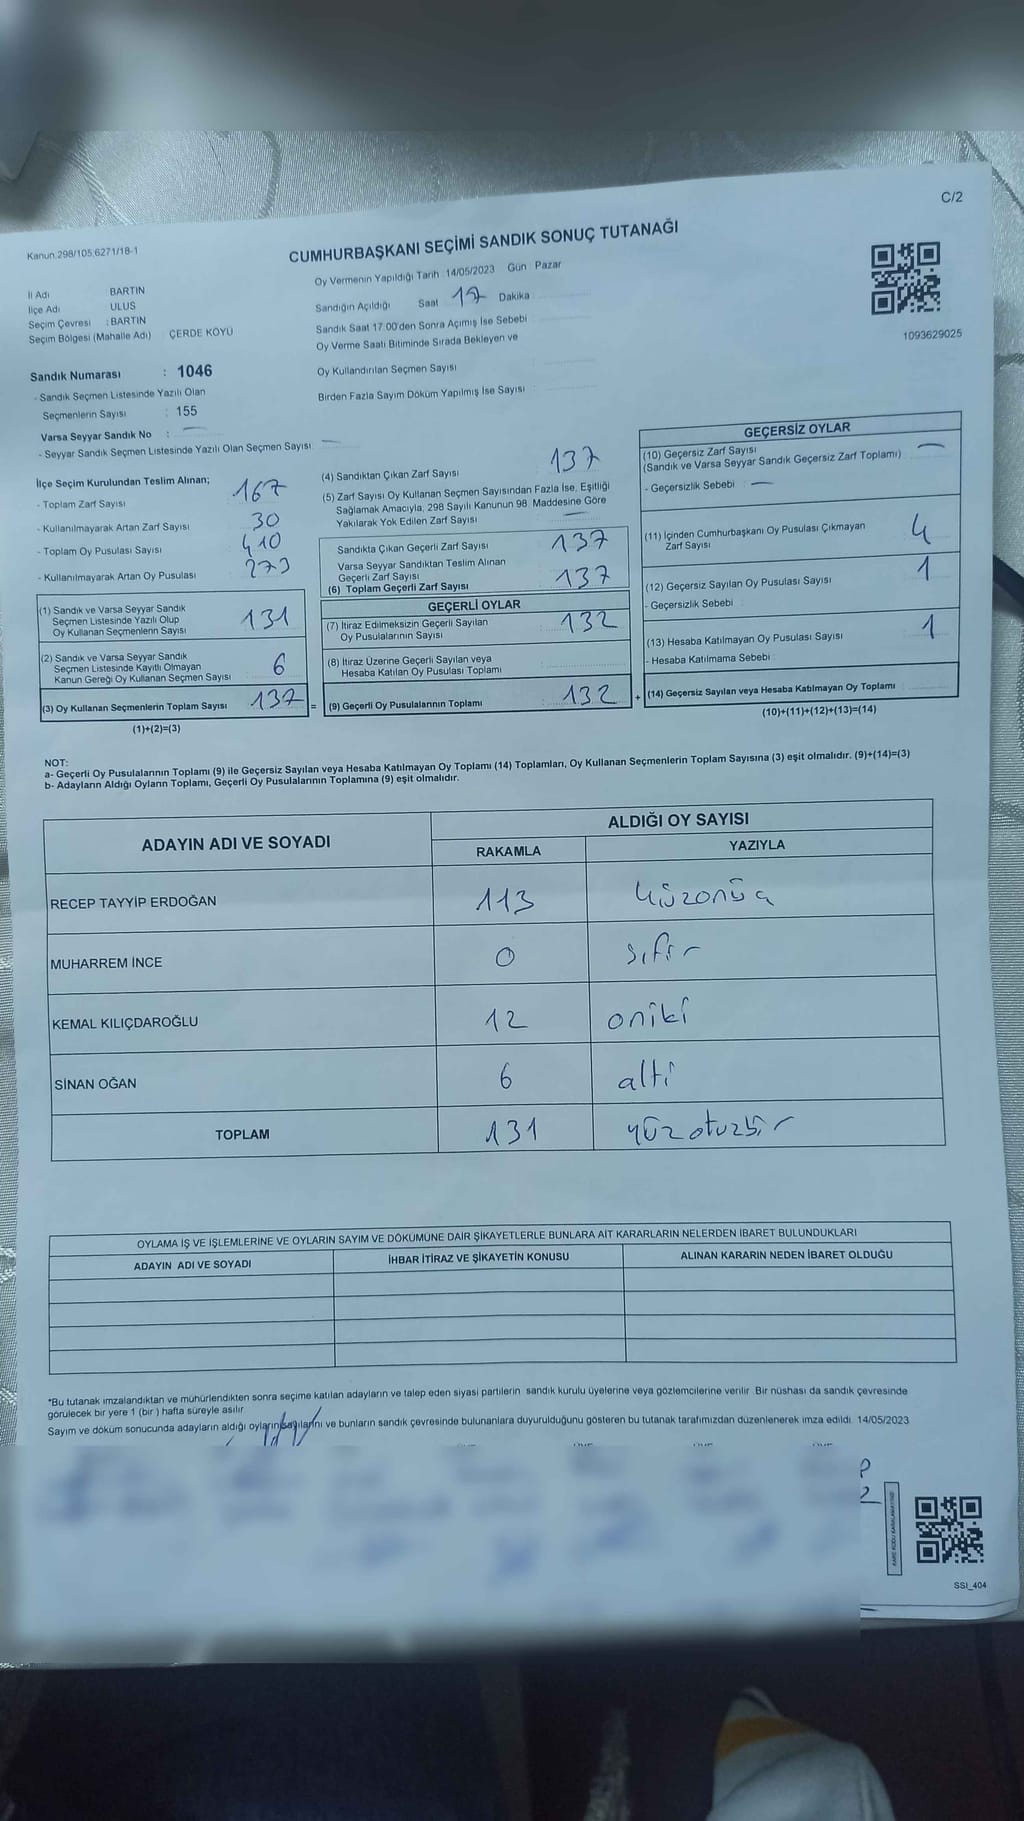 C/2
Kanun.298/105,6271/18-1
CUMHURBAŞKANI SEÇİMİ SANDIK SONUÇ TUTANAĞI
Oy Vermenin Yapıldığı Tarih 14/05/2023 Gün Pazar
İl Adı BARTIN
İlçe Adı ULUS
Seçim Çevresi : BARTIN
Seçim Bölgesi (Mahalle Adı) ÇERDE KÖYÜ
Sandığın Açıldığı Saat 17 Dakika
Sandık Saat 17.00'den Sonra Açımış İse Sebebi
Oy Verme Saati Bitiminde Sırada Bekleyen ve
Oy Kullandırılan Seçmen Sayısı
Birden Fazla Sayım Döküm Yapılmış İse Sayısı
1093629025
Sandık Numarası : 1046
- Sandık Seçmen Listesinde Yazılı Olan
Seçmenlerin Sayısı : 155
Varsa Seyyar Sandık No : —
- Seyyar Sandık Seçmen Listesinde Yazılı Olan Seçmen Sayısı : —
İlçe Seçim Kurulundan Teslim Alınan;
- Toplam Zarf Sayısı 167
- Kullanılmayarak Artan Zarf Sayısı 30
- Toplam Oy Pusulası Sayısı 410
- Kullanılmayarak Artan Oy Pusulası 273
(1) Sandık ve Varsa Seyyar Sandık
Seçmen Listesinde Yazılı Olup
Oy Kullanan Seçmenlerin Sayısı 131
(2) Sandık ve Varsa Seyyar Sandık
Seçmen Listesinde Kayıtlı Olmayan
Kanun Gereği Oy Kullanan Seçmen Sayısı 6
(3) Oy Kullanan Seçmenlerin Toplam Sayısı 137 =
(1)+(2)=(3)
(4) Sandıktan Çıkan Zarf Sayısı 137
(5) Zarf Sayısı Oy Kullanan Seçmen Sayısından Fazla İse, Eşitliği
Sağlamak Amacıyla, 298 Sayılı Kanunun 98. Maddesine Göre
Yakılarak Yok Edilen Zarf Sayısı —
Sandıkta Çıkan Geçerli Zarf Sayısı 137
Varsa Seyyar Sandıktan Teslim Alınan
Geçerli Zarf Sayısı
(6) Toplam Geçerli Zarf Sayısı 137
GEÇERLİ OYLAR
(7) İtiraz Edilmeksizin Geçerli Sayılan
Oy Pusulalarının Sayısı : 132
(8) İtiraz Üzerine Geçerli Sayılan veya
Hesaba Katılan Oy Pusulası Toplamı
(9) Geçerli Oy Pusulalarının Toplamı 132 +
GEÇERSİZ OYLAR
(10) Geçersiz Zarf Sayısı —
(Sandık ve Varsa Seyyar Sandık Geçersiz Zarf Toplamı)
- Geçersizlik Sebebi : —
(11) İçinden Cumhurbaşkanı Oy Pusulası Çıkmayan
Zarf Sayısı 4
(12) Geçersiz Sayılan Oy Pusulası Sayısı 1
- Geçersizlik Sebebi :
(13) Hesaba Katılmayan Oy Pusulası Sayısı 1
- Hesaba Katılmama Sebebi :
(14) Geçersiz Sayılan veya Hesaba Katılmayan Oy Toplamı
(10)+(11)+(12)+(13)=(14)
NOT:
a- Geçerli Oy Pusulalarının Toplamı (9) ile Geçersiz Sayılan veya Hesaba Katılmayan Oy Toplamı (14) Toplamları, Oy Kullanan Seçmenlerin Toplam Sayısına (3) eşit olmalıdır. (9)+(14)=(3)
b- Adayların Aldığı Oyların Toplamı, Geçerli Oy Pusulalarının Toplamına (9) eşit olmalıdır.
ADAYIN ADI VE SOYADI ALDIĞI OY SAYISI
RAKAMLA YAZIYLA
RECEP TAYYİP ERDOĞAN 113 yüzonüç
MUHARREM İNCE 0 sıfır
KEMAL KILIÇDAROĞLU 12 oniki
SİNAN OĞAN 6 altı
TOPLAM 131 yüzotuzbir
OYLAMA İŞ VE İŞLEMLERİNE VE OYLARIN SAYIM VE DÖKÜMÜNE DAİR ŞİKAYETLERLE BUNLARA AİT KARARLARIN NELERDEN İBARET BULUNDUKLARI
ADAYIN ADI VE SOYADI İHBAR İTİRAZ VE ŞİKAYETİN KONUSU ALINAN KARARIN NEDEN İBARET OLDUĞU
*Bu tutanak imzalandıktan ve mühürlendikten sonra seçime katılan adayların ve talep eden siyasi partilerin sandık kurulu üyelerine veya gözlemcilerine verilir. Bir nüshası da sandık çevresinde
görülecek bir yere 1 (bir ) hafta süreyle asılır.
Sayım ve döküm sonucunda adayların aldığı oyların sayılarını ve bunların sandık çevresinde bulunanlara duyurulduğunu gösteren bu tutanak tarafımızdan düzenlenerek imza edildi. 14/05/2023
SSI_404